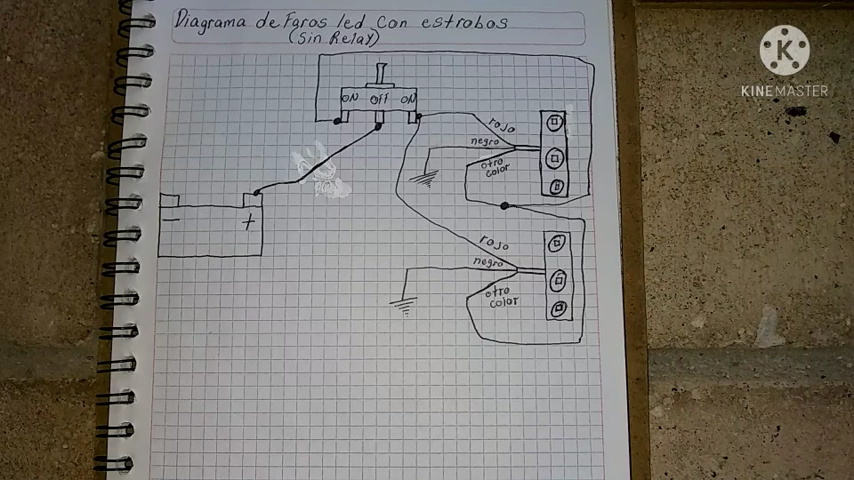 Diagrama de Faros led con estrobos
(Sin Relay)
K
KINEMASTER
ON Off ON
rojo
negro
otro
color
- +
rojo
negro
otro
color